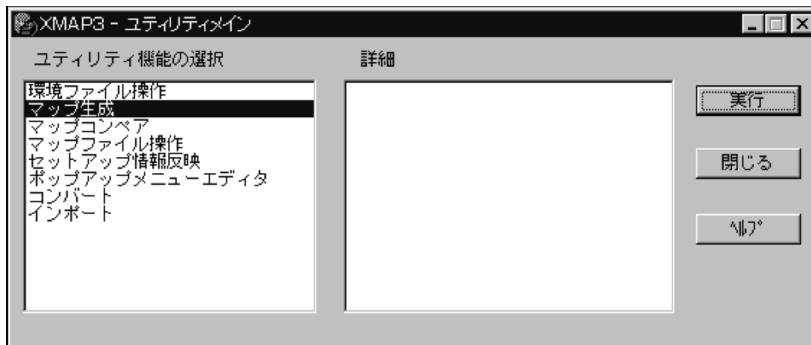 XMAP3 - ユティリティメイン
ユティリティ機能の選択
詳細
環境ファイル操作
マップ生成
マップコンペア
マップファイル操作
セットアップ情報反映
ポップアップメニューエディタ
コンバート
インポート
実行
閉じる
ﾍﾙﾌﾟ